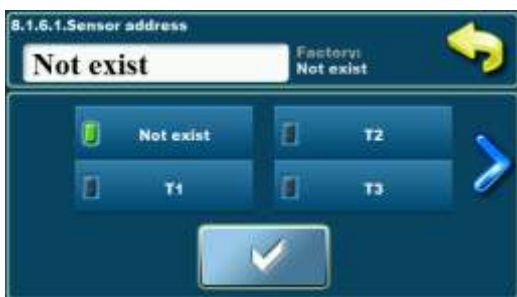 8.1.6.1.Sensor address
Not exist
Factory:
Not exist
Not exist
T2
T1
T3